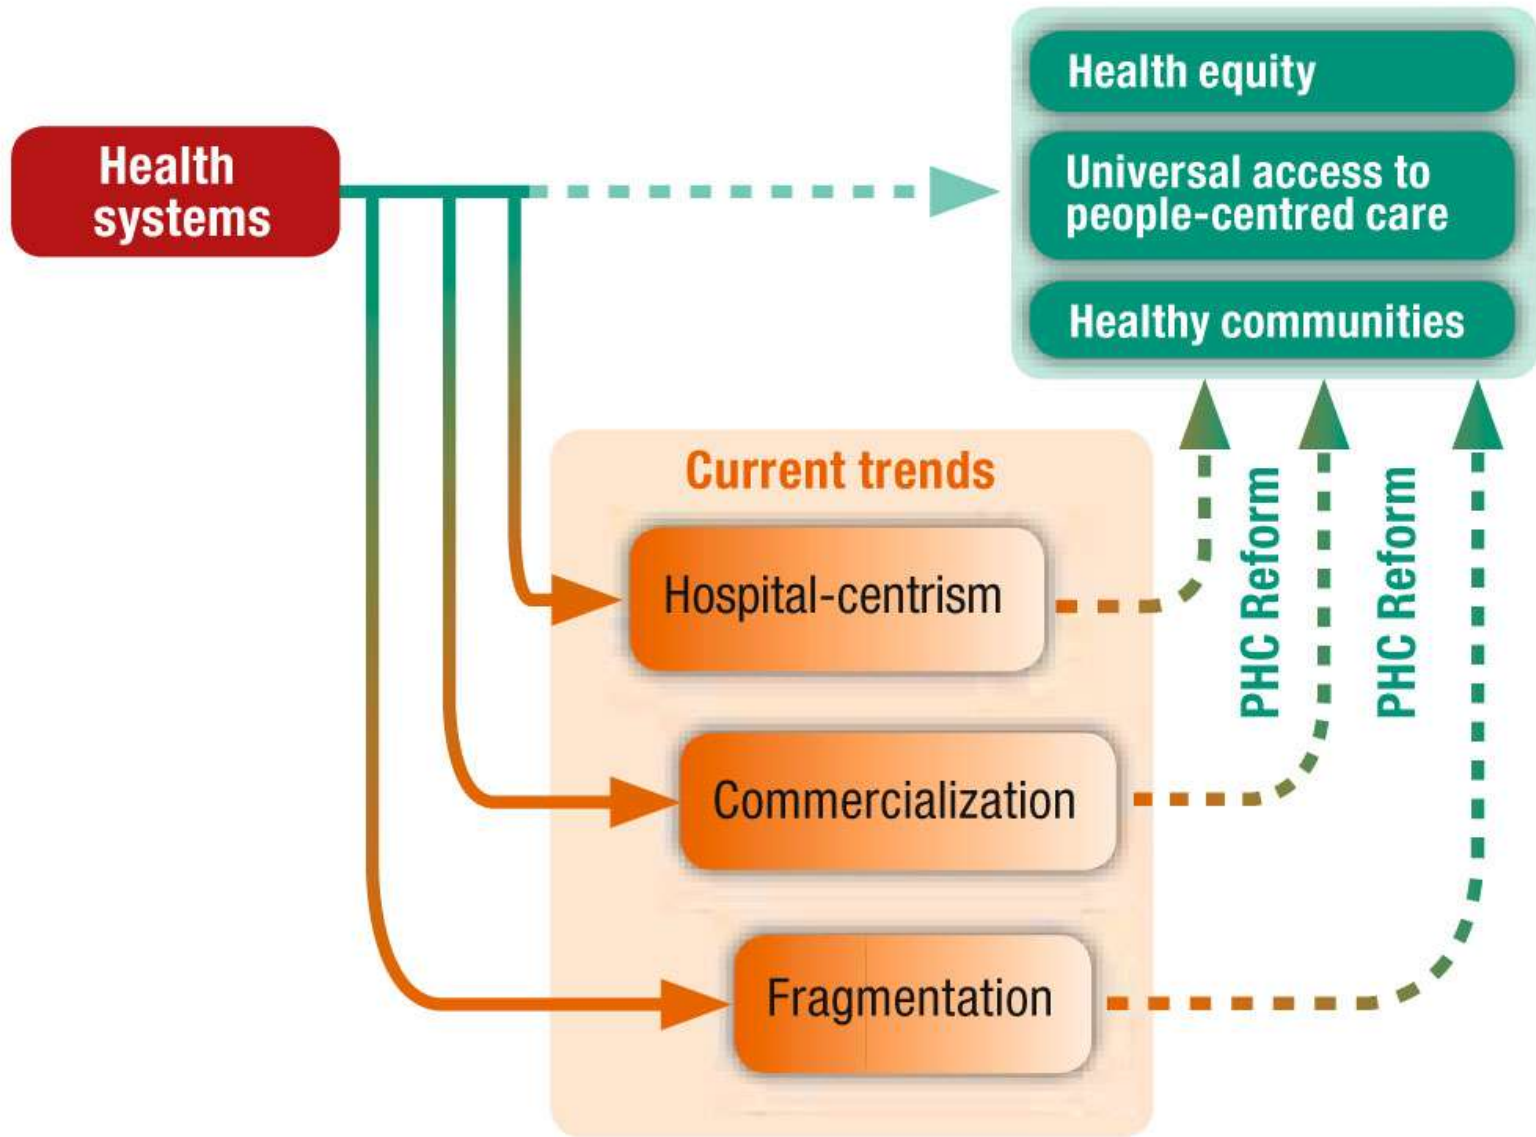 Health equity
Health
systems
Universal access to
people-centred care
Healthy communities
Current trends
Hospital-centrism
PHC Reform
PHC Reform
Commercialization
Fragmentation